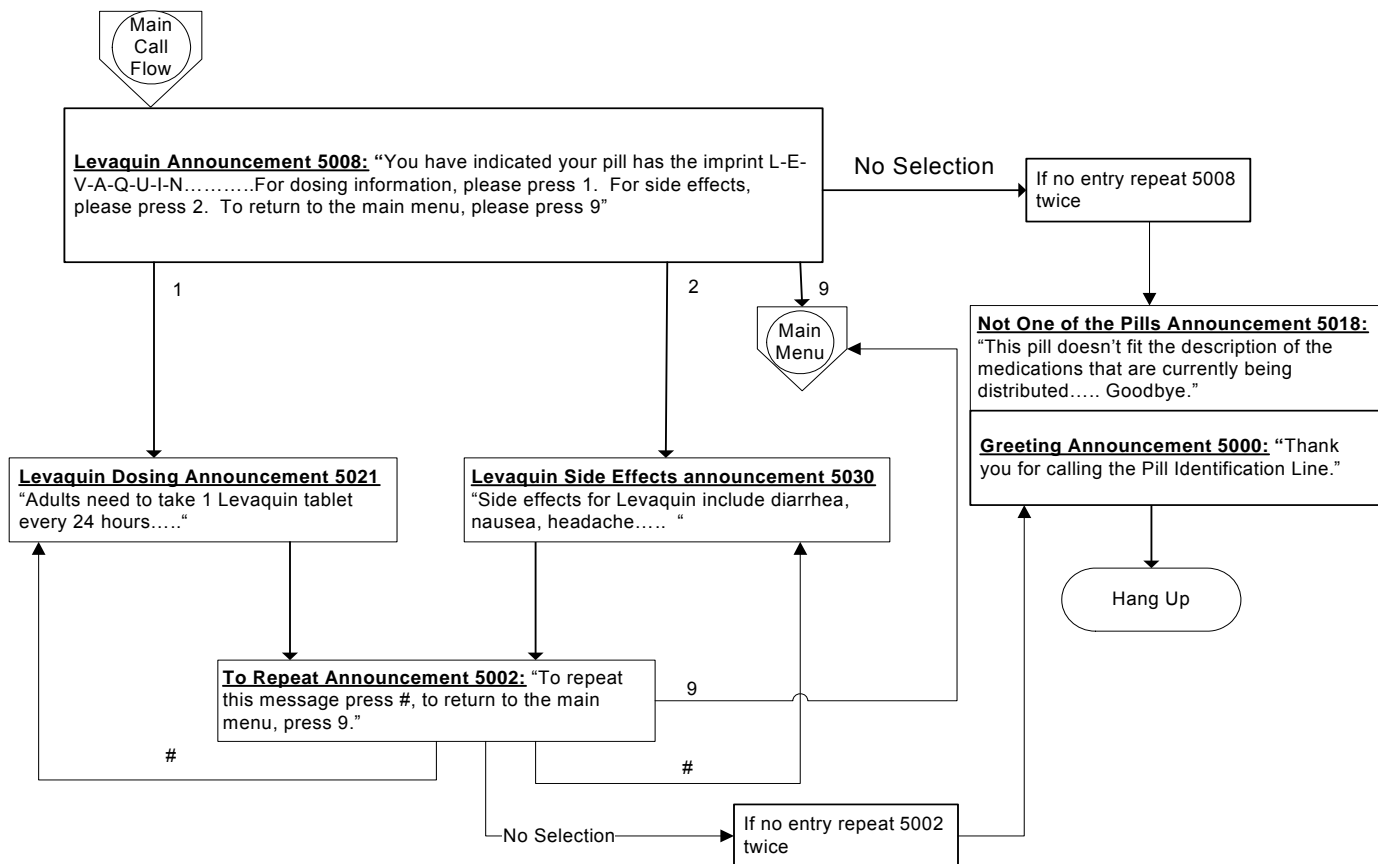 Main
Call
Flow
Levaquin Announcement 5008: “You have indicated your pill has the imprint L-E-
V-A-Q-U-I-N………..For dosing information, please press 1.  For side effects,
please press 2.  To return to the main menu, please press 9”
No Selection
If no entry repeat 5008
twice
1
2
9
Main
Menu
Not One of the Pills Announcement 5018:
“This pill doesn’t fit the description of the
medications that are currently being
distributed….. Goodbye.”
Greeting Announcement 5000: “Thank
you for calling the Pill Identification Line.”
Levaquin Dosing Announcement 5021
“Adults need to take 1 Levaquin tablet
every 24 hours…..“
Levaquin Side Effects announcement 5030
“Side effects for Levaquin include diarrhea,
nausea, headache….. “
Hang Up
To Repeat Announcement 5002: “To repeat
this message press #, to return to the main
menu, press 9.”
9
#
#
No Selection
If no entry repeat 5002
twice